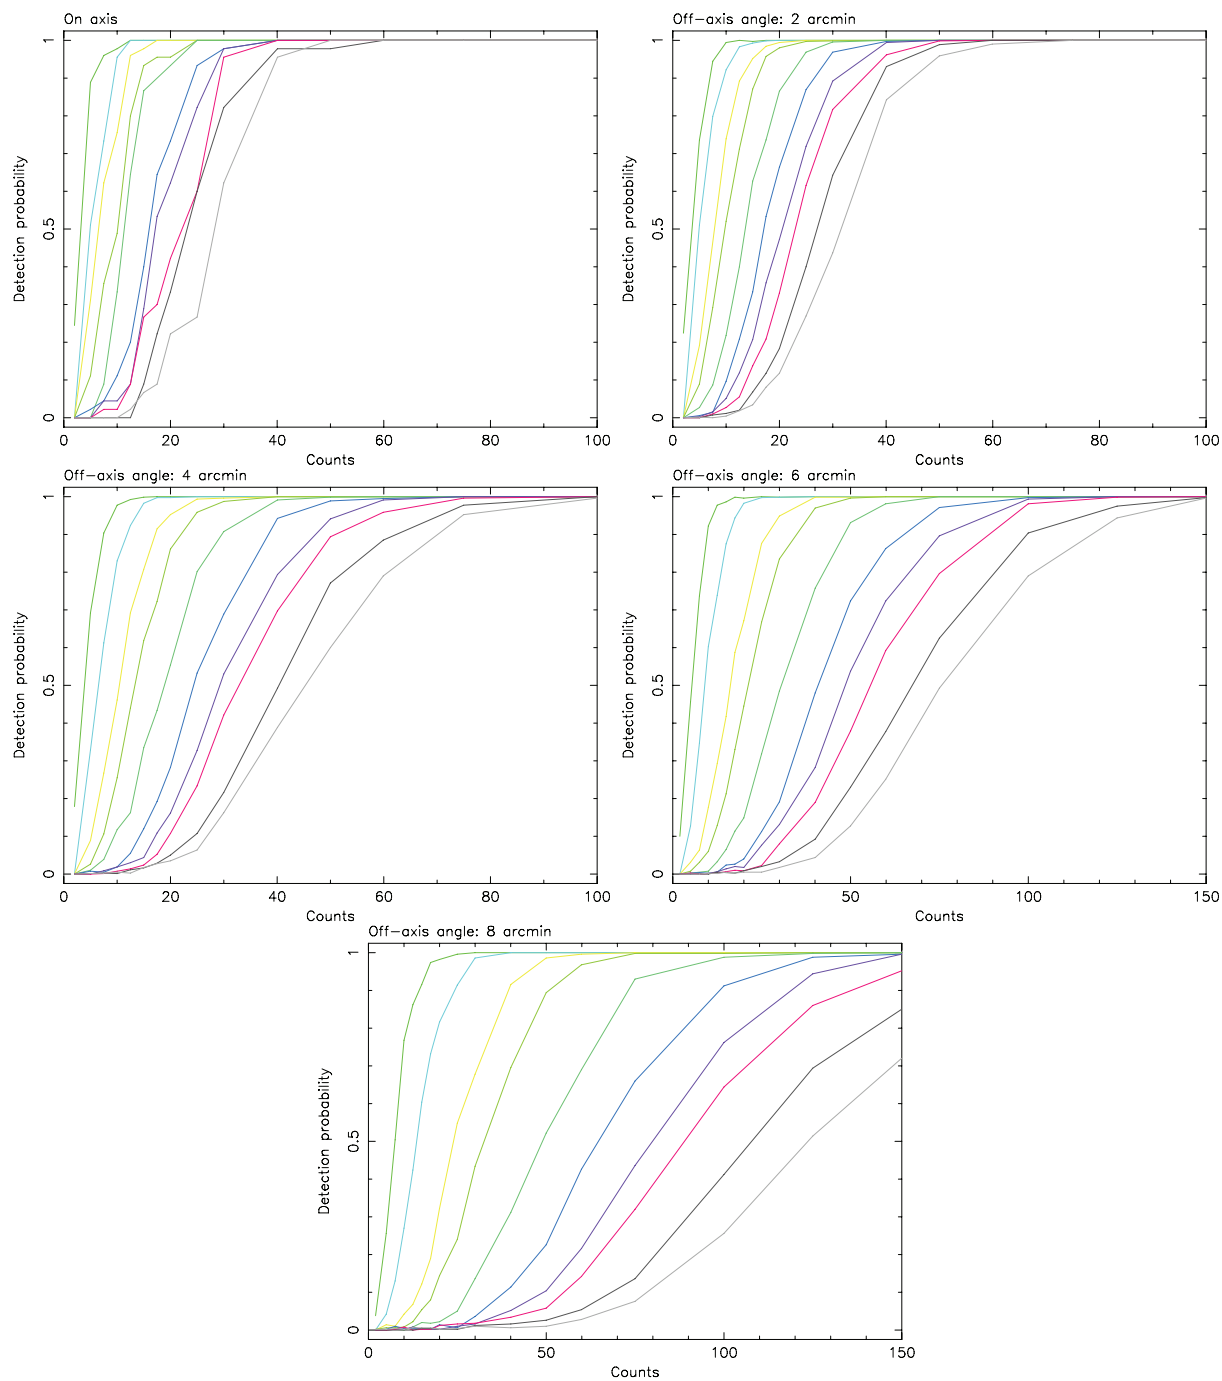 On axis
Detection probability
1
0.5
0
0 20 40 60 80 100
Counts
Off-axis angle: 2 arcmin
Detection probability
1
0.5
0
0 20 40 60 80 100
Counts
Off-axis angle: 4 arcmin
Detection probability
1
0.5
0
0 20 40 60 80 100
Counts
Off-axis angle: 6 arcmin
Detection probability
1
0.5
0
0 50 100 150
Counts
Off-axis angle: 8 arcmin
Detection probability
1
0.5
0
0 50 100 150
Counts